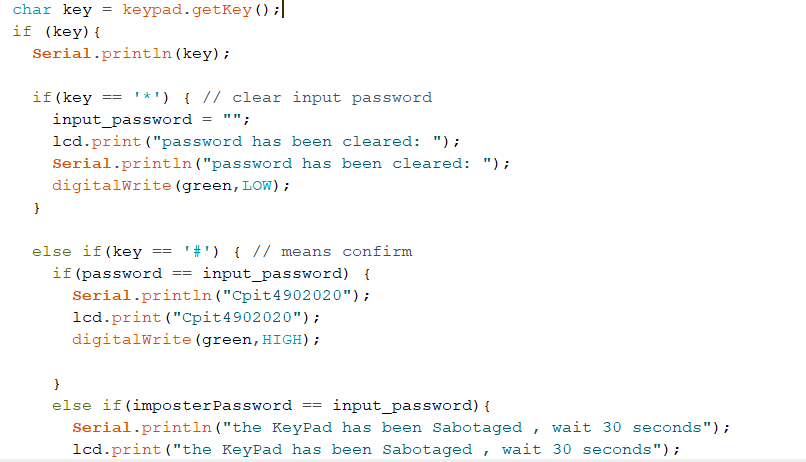 char key = keypad.getKey();
if (key){
Serial.println(key);
if(key == '*') { // clear input password
input_password = "";
lcd.print("password has been cleared: ");
Serial.println("password has been cleared: ");
digitalWrite(green,LOW);
}
else if(key == '#') { // means confirm
if(password == input_password) {
Serial.println("Cpit4902020");
lcd.print("Cpit4902020");
digitalWrite(green,HIGH);
}
else if(imposterPassword == input_password){
Serial.println("the KeyPad has been Sabotaged , wait 30 seconds");
lcd.print("the KeyPad has been Sabotaged , wait 30 seconds");